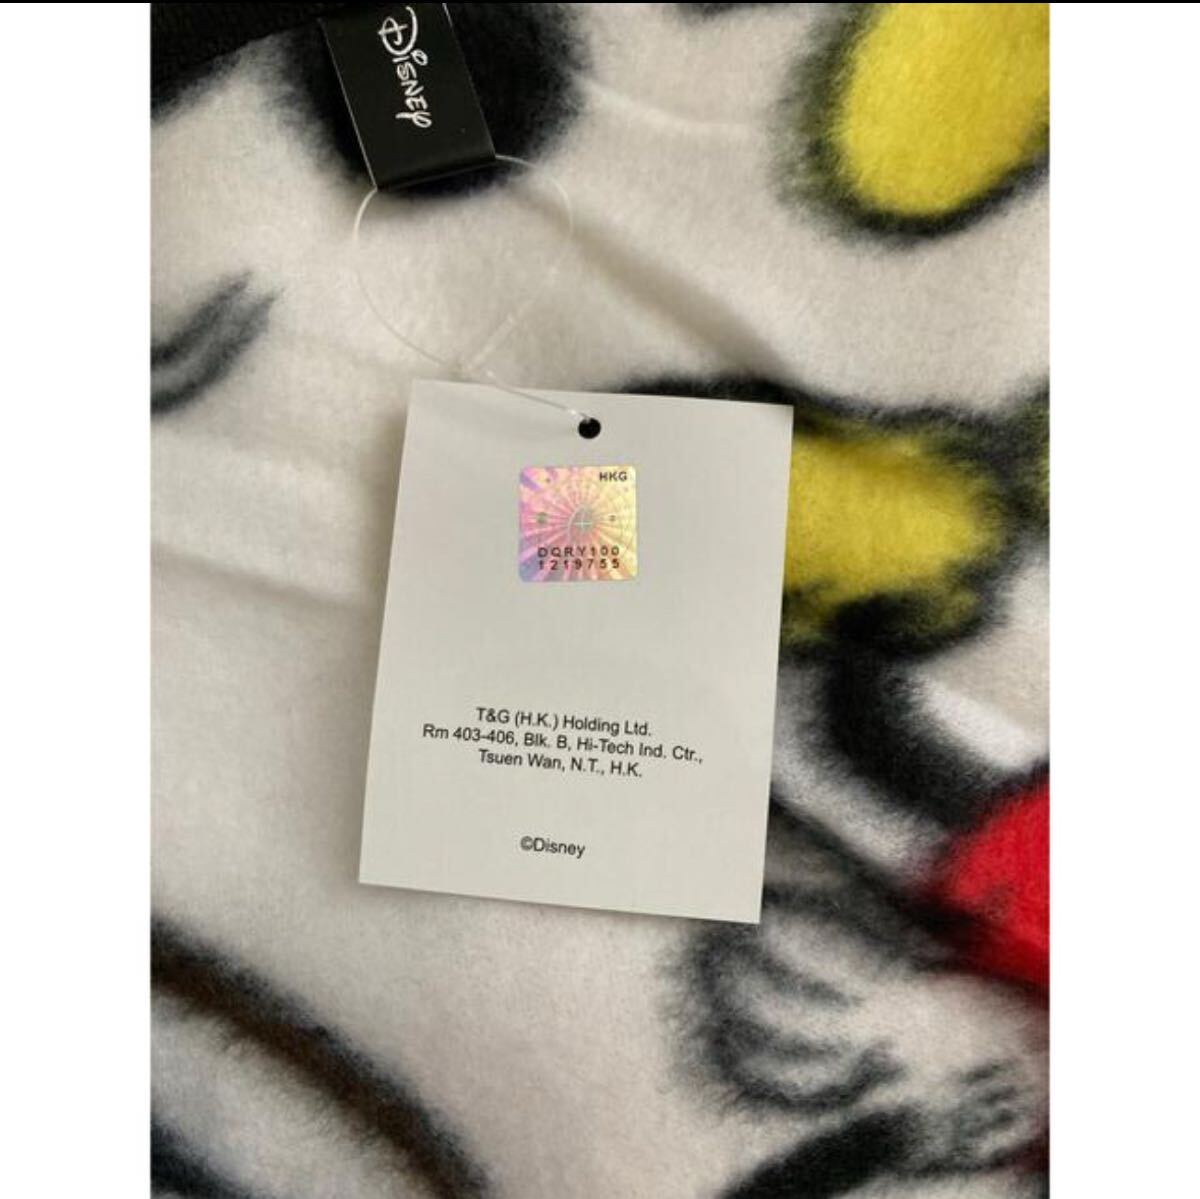 Disney
HKG
DQRY100
1219755
T&G (H.K.) Holding Ltd.
Rm 403-406, Blk. B, Hi-Tech Ind. Ctr.,
Tsuen Wan, N.T., H.K.
©Disney